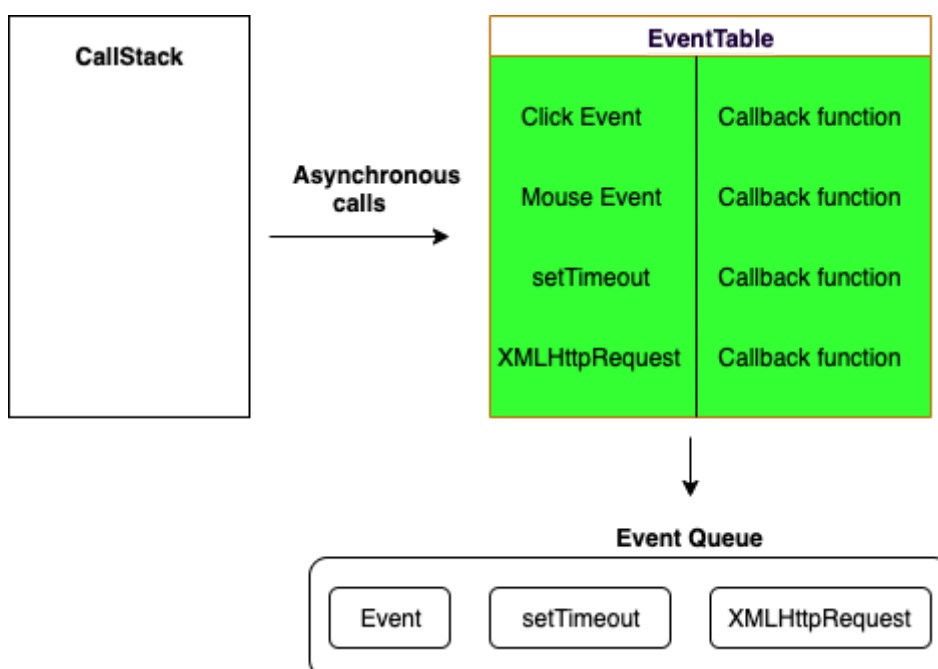 CallStack
Asynchronous
calls
EventTable
Click Event Callback function
Mouse Event Callback function
setTimeout Callback function
XMLHttpRequest Callback function
Event Queue
Event setTimeout XMLHttpRequest